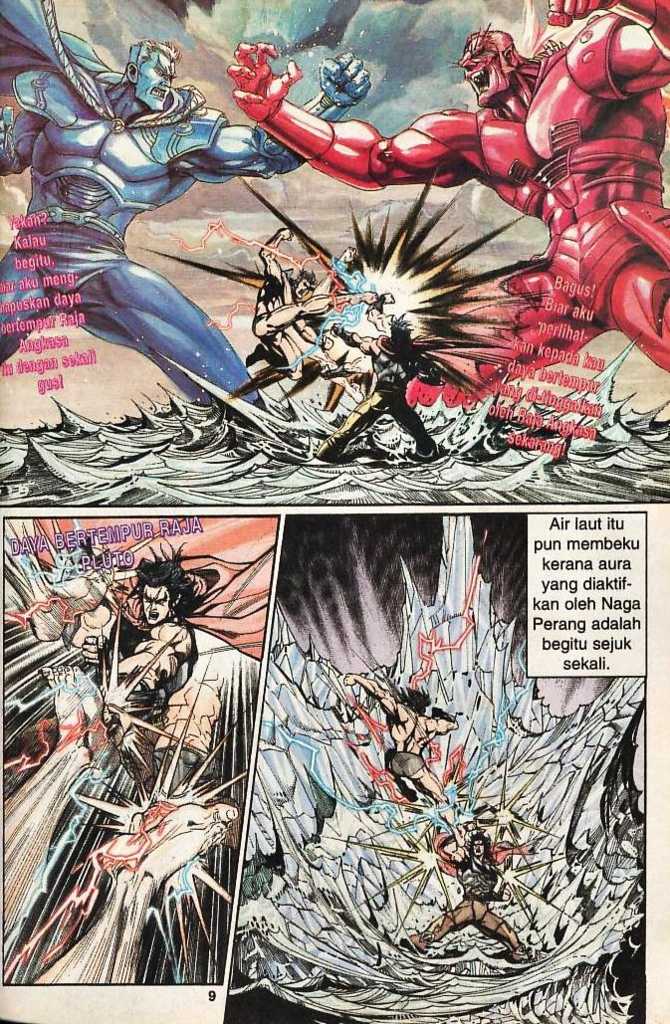 Yakah?
Kalau
begitu,
biar aku meng-
hapuskan daya
bertempur Raja
Angkasa
itu dengan sekali
gus!
Bagus!
Biar aku
perlihat-
kan kepada kau
daya bertempur
yang ditinggalkan
oleh Raja Angkasa
sekarang!
DAYA BERTEMPUR RAJA
PLUTO
Air laut itu
pun membeku
kerana aura
yang diaktif-
kan oleh Naga
Perang adalah
begitu sejuk
sekali.
9